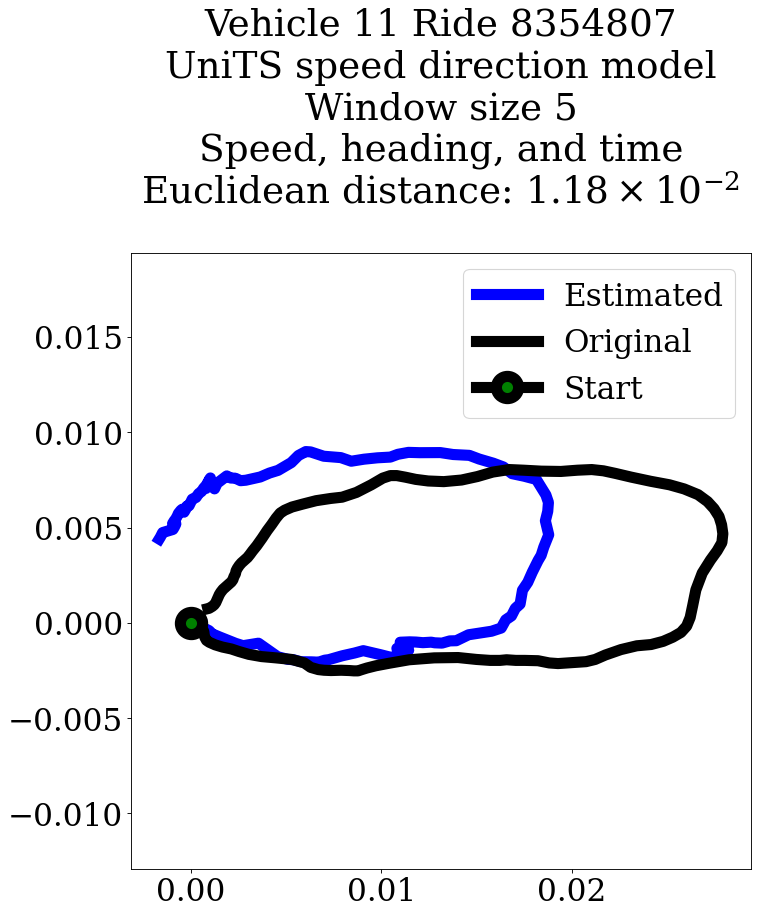 Vehicle 11 Ride 8354807
UniTS speed direction model
Window size 5
Speed, heading, and time
Euclidean distance: 1.18 × 10⁻²
Estimated
Original
Start
0.015
0.010
0.005
0.000
−0.005
−0.010
0.00 0.01 0.02